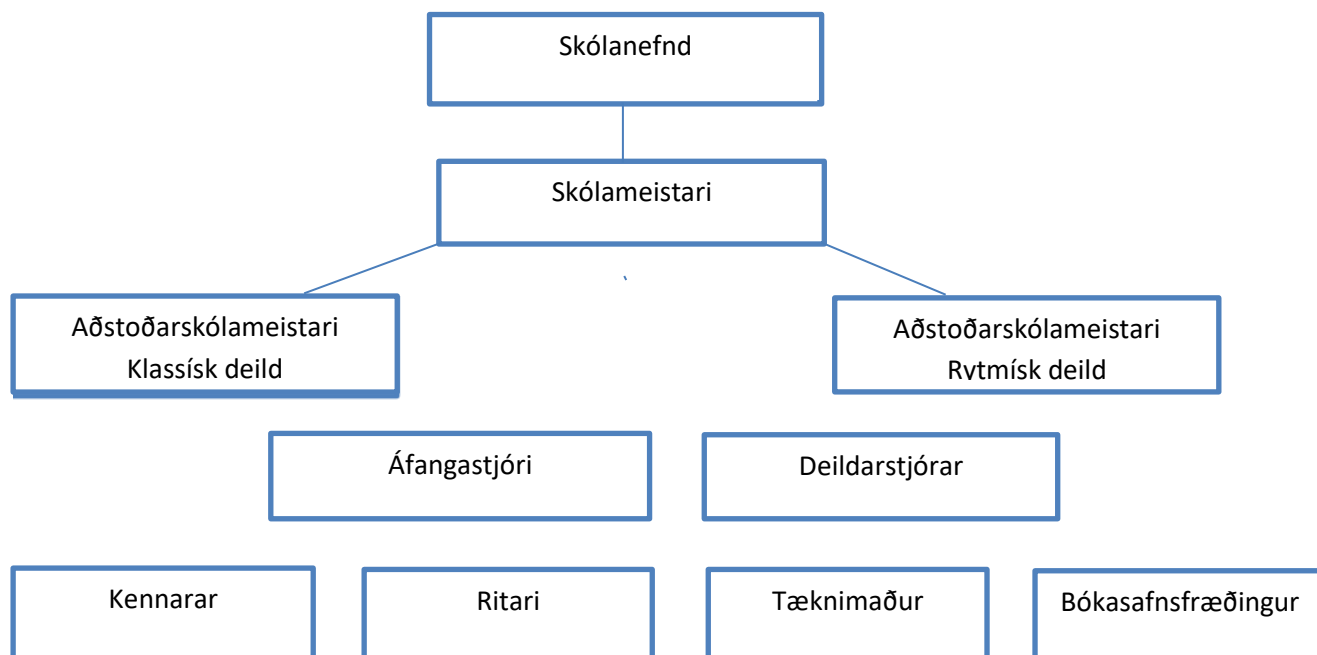 Skólanefnd
Skólameistari
Aðstoðarskólameistari
Klassísk deild
Aðstoðarskólameistari
Rytmísk deild
Áfangastjóri
Deildarstjórar
Kennarar
Ritari
Tæknimaður
Bókasafnsfræðingur